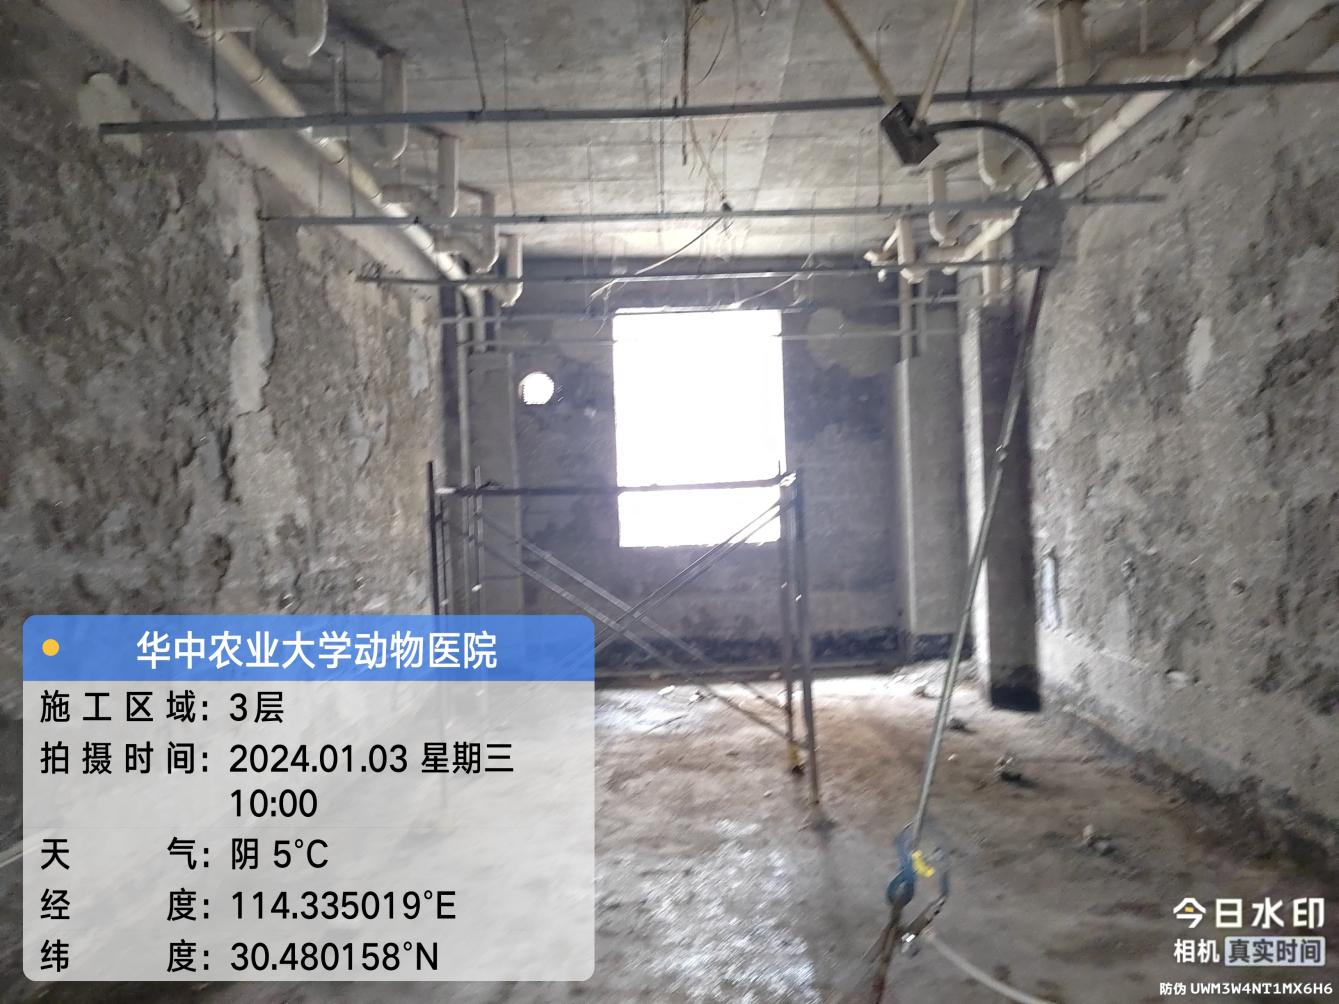 华中农业大学动物医院
施工区域：3层
拍摄时间：2024.01.03 星期三
10:00
天气：阴 5℃
经度：114.335019°E
纬度：30.480158°N
今日水印
相机 真实时间
防伪 UWM3W4NT1MX6H6